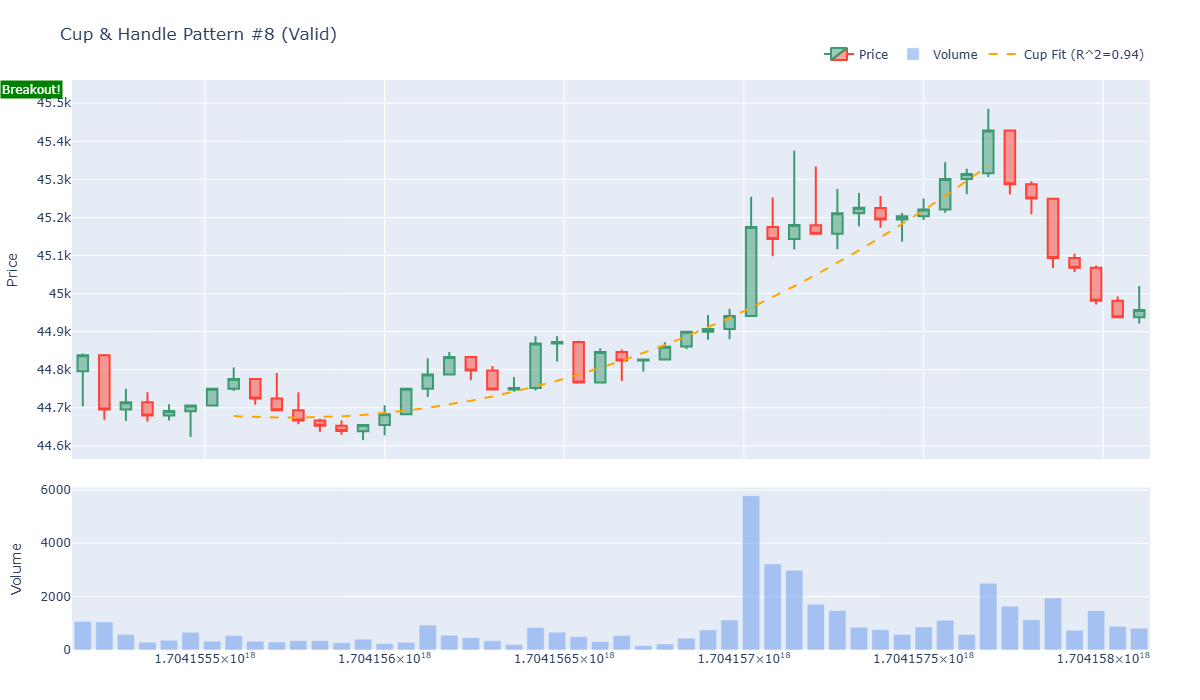 Cup & Handle Pattern #8 (Valid)
Price
Volume
Cup Fit (R^2=0.94)
Breakout!
45.5k
45.4k
45.3k
45.2k
45.1k
45k
44.9k
44.8k
44.7k
44.6k
Price
6000
4000
2000
0
Volume
1.7041555×10¹⁸
1.704156×10¹⁸
1.7041565×10¹⁸
1.704157×10¹⁸
1.7041575×10¹⁸
1.704158×10¹⁸